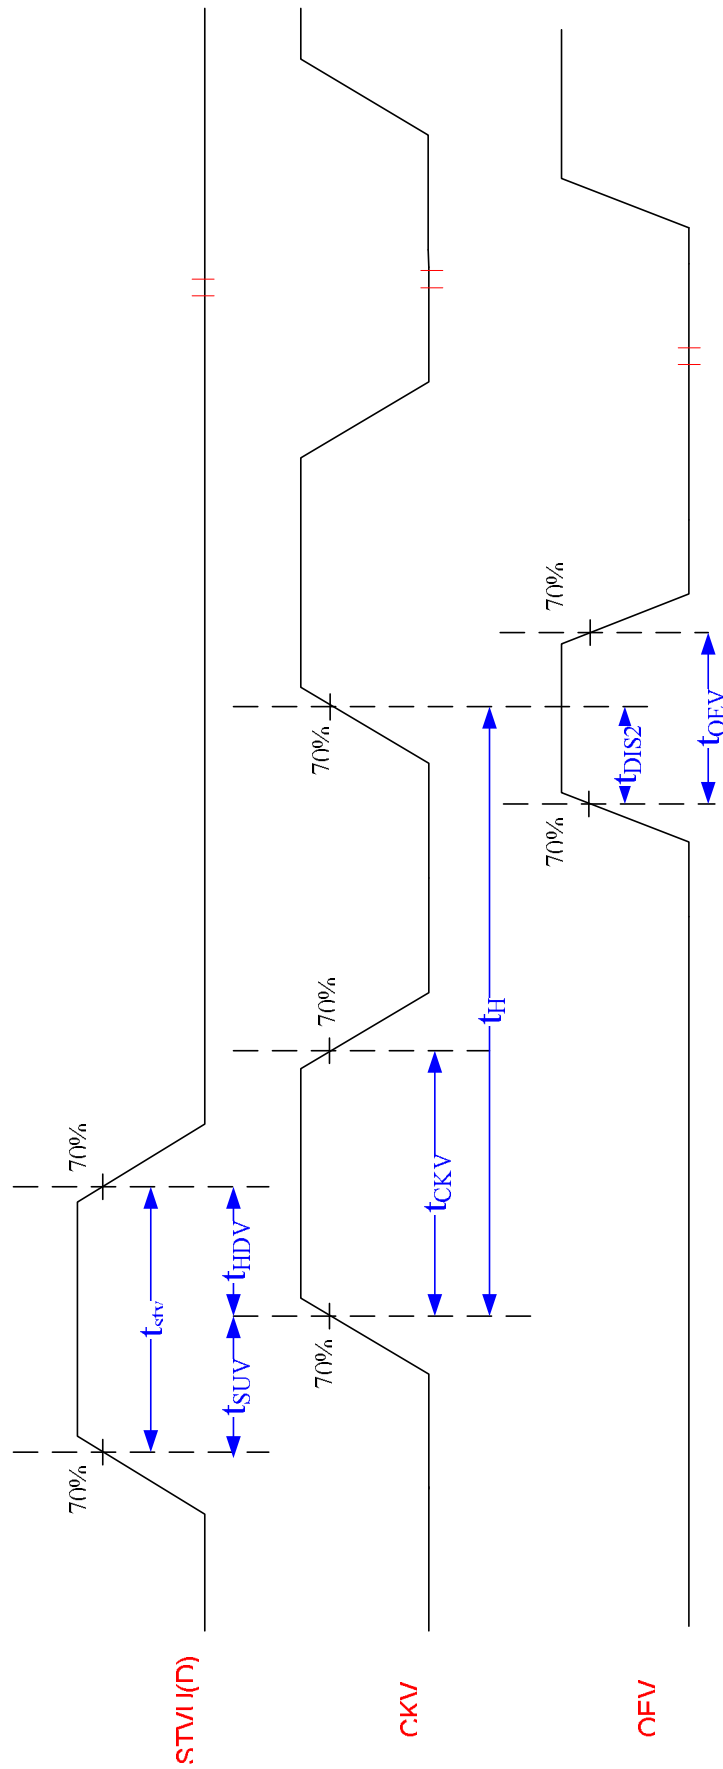 STVU(D)
70%
70%
tstv
tSUV
tHDV
CKV
70%
70%
70%
tCKV
tH
OEV
70%
70%
tDIS2
tOEV